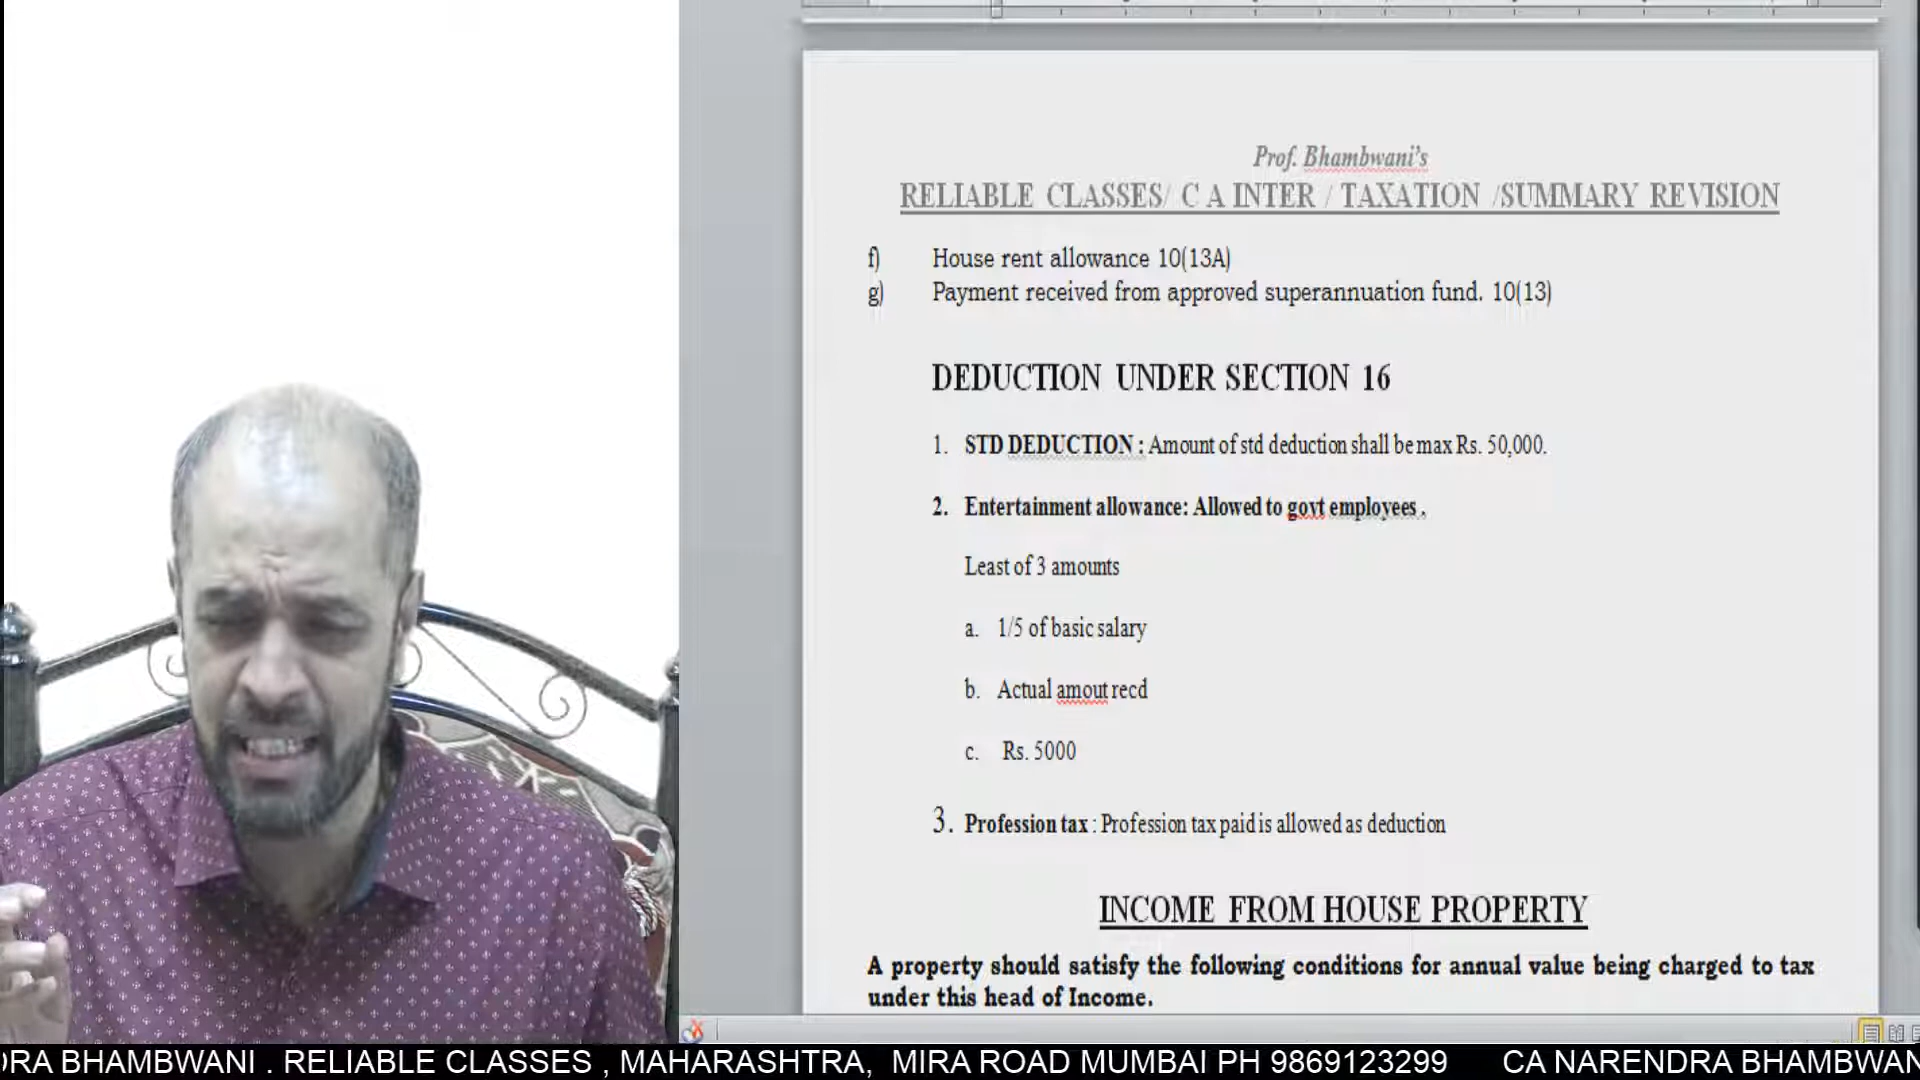 Prof. Bhambwani's
RELIABLE CLASSES/ C A INTER / TAXATION /SUMMARY REVISION
f) House rent allowance 10(13A)
g) Payment received from approved superannuation fund. 10(13)
DEDUCTION UNDER SECTION 16
1. STD DEDUCTION : Amount of std deduction shall be max Rs. 50,000.
2. Entertainment allowance: Allowed to govt employees .
Least of 3 amounts
a. 1/5 of basic salary
b. Actual amout recd
c. Rs. 5000
3. Profession tax : Profession tax paid is allowed as deduction
INCOME FROM HOUSE PROPERTY
A property should satisfy the following conditions for annual value being charged to tax
under this head of Income.
DRA BHAMBWANI . RELIABLE CLASSES , MAHARASHTRA, MIRA ROAD MUMBAI PH 9869123299 CA NARENDRA BHAMBWAN